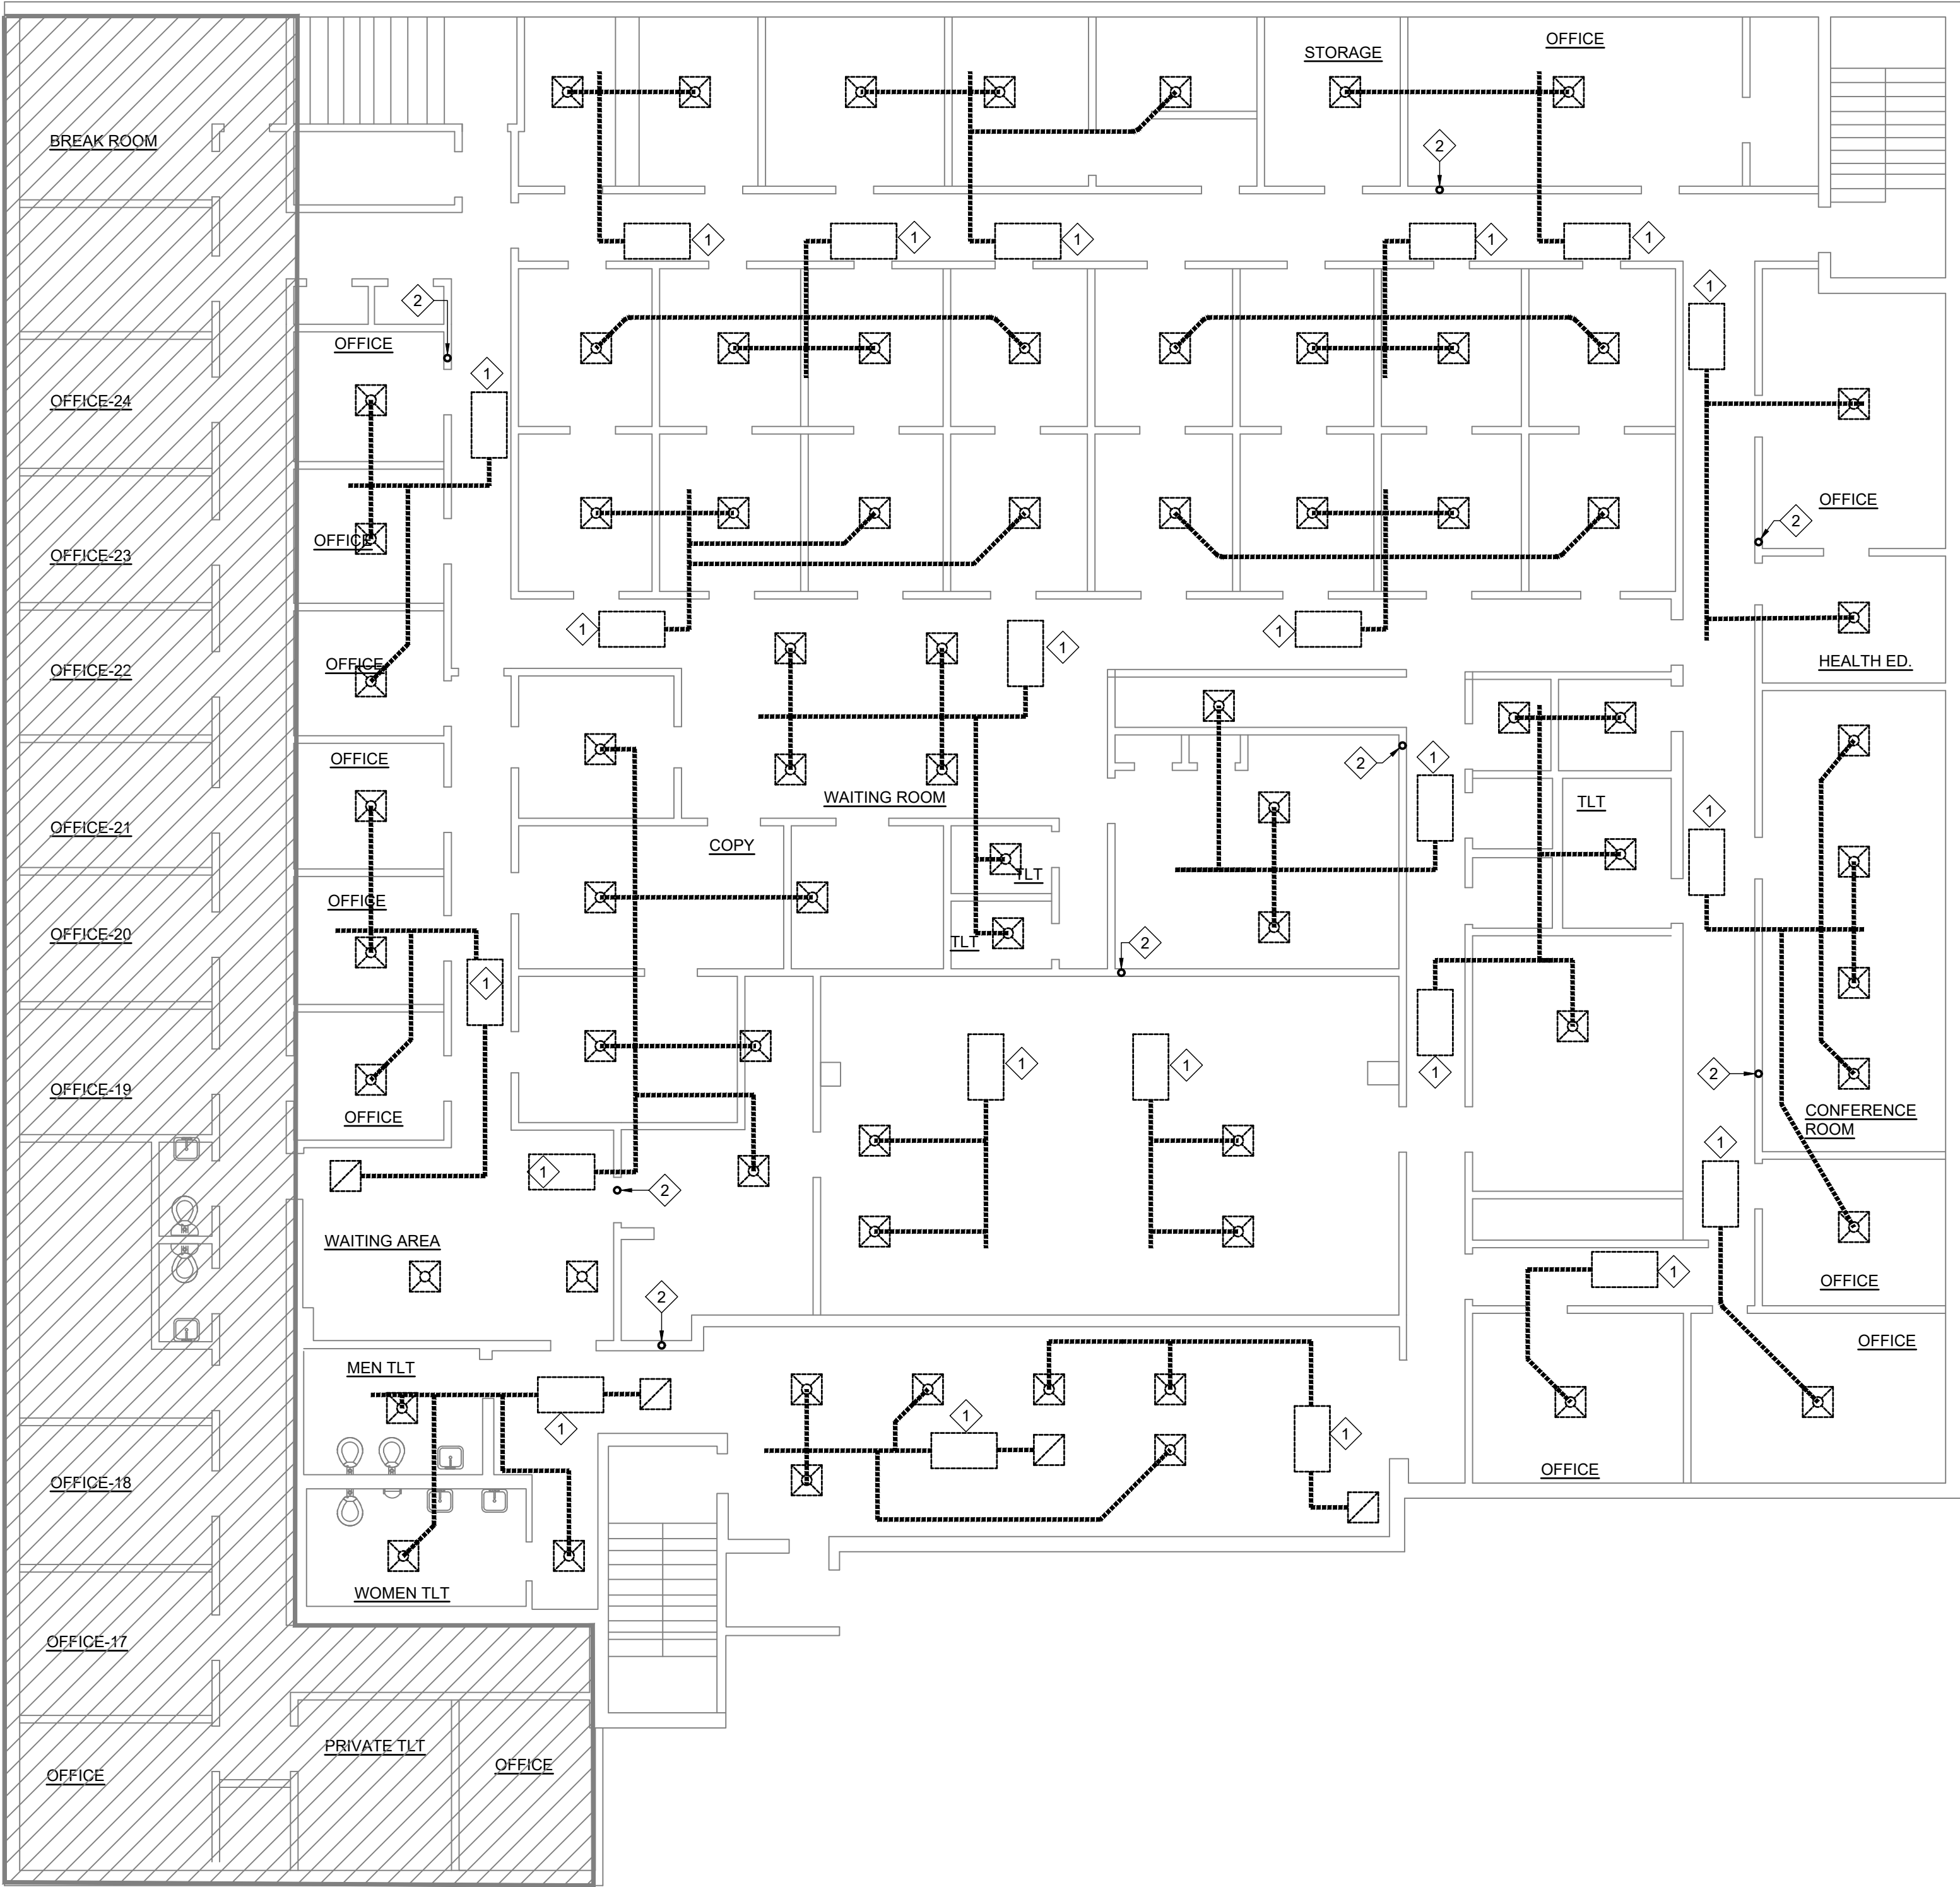 STORAGE
OFFICE
BREAK ROOM
2
1
1
1
1
1
1
2
OFFICE
1
OFFICE-24
OFFICE
2
OFFICE
OFFICE-23
1
1
1
OFFICE
OFFICE-22
HEALTH ED.
OFFICE
2
1
WAITING ROOM
TLT
OFFICE-21
1
COPY
TLT
OFFICE
OFFICE-20
TLT
2
1
1
1
1
2
OFFICE-19
OFFICE
CONFERENCE
ROOM
1
1
2
WAITING AREA
1
OFFICE
2
OFFICE
MEN TLT
1
1
1
OFFICE
OFFICE-18
WOMEN TLT
OFFICE-17
PRIVATE TLT
OFFICE
OFFICE